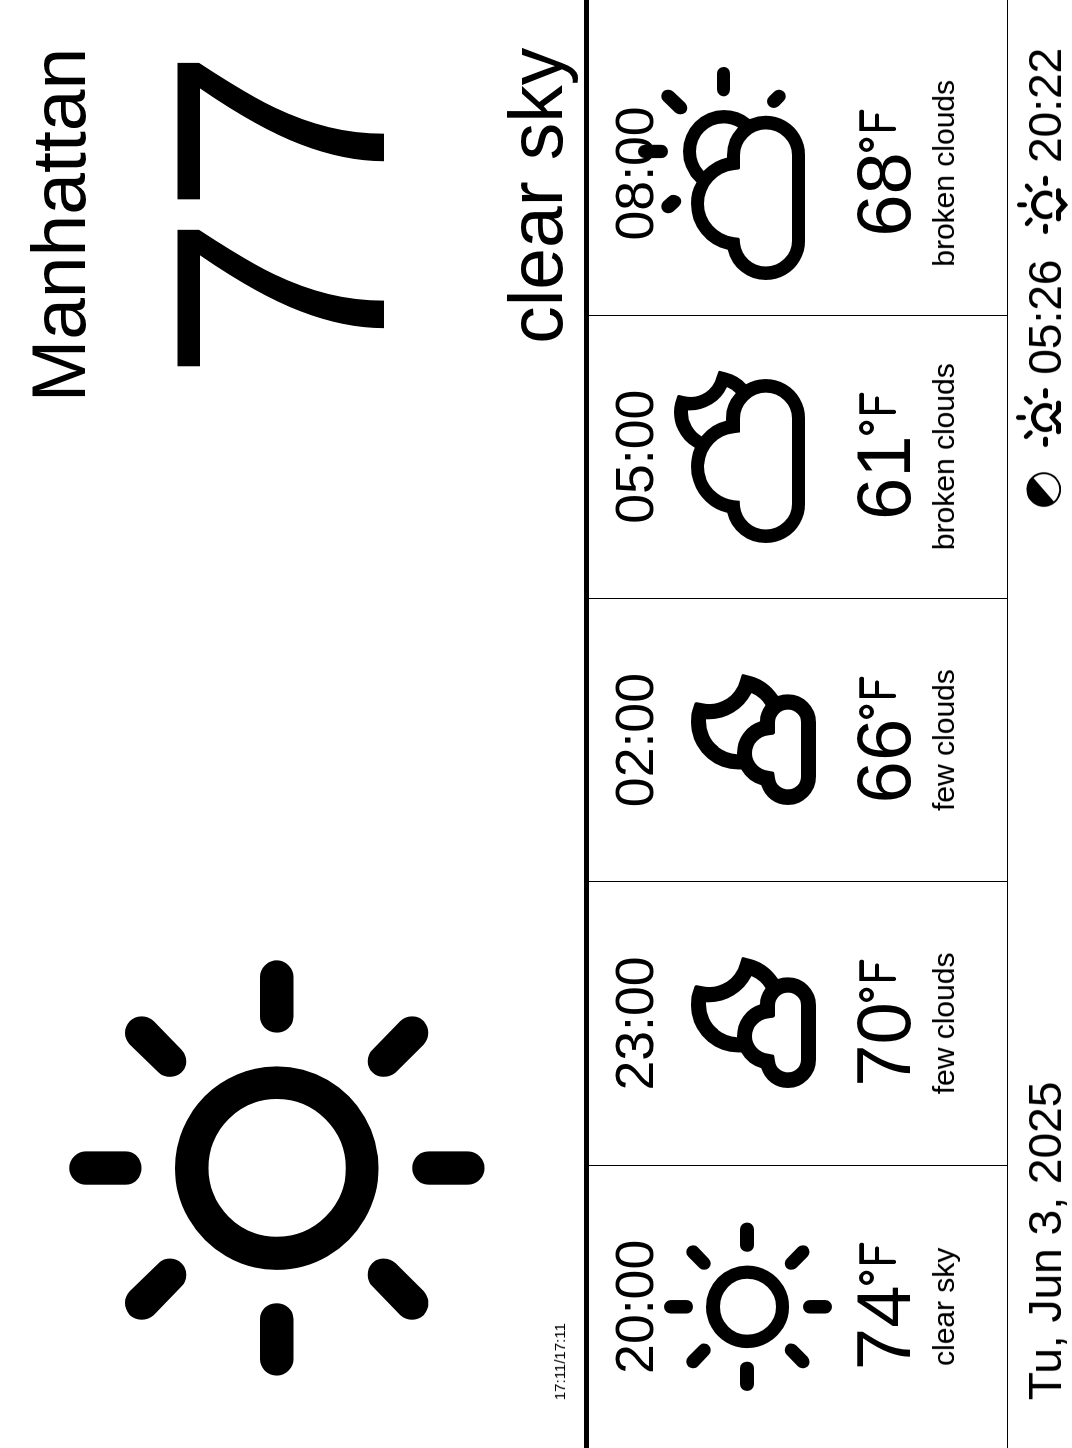 Manhattan
77
clear sky
17:11/17:11
20:00
74°F
clear sky
23:00
70°F
few clouds
02:00
66°F
few clouds
05:00
61°F
broken clouds
08:00
68°F
broken clouds
Tu, Jun 3, 2025
05:26 20:22